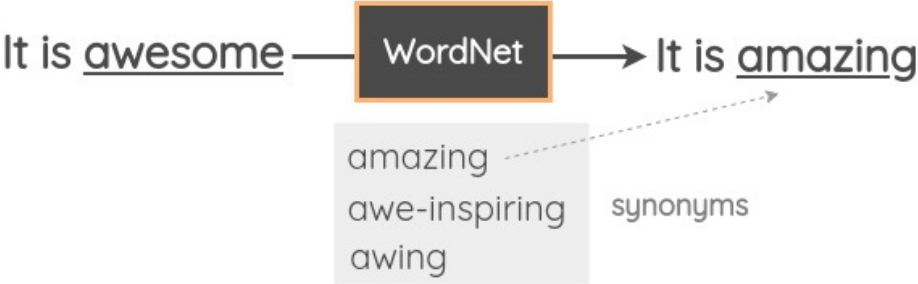 It is awesome WordNet It is amazing
amazing
awe-inspiring synonyms
awing